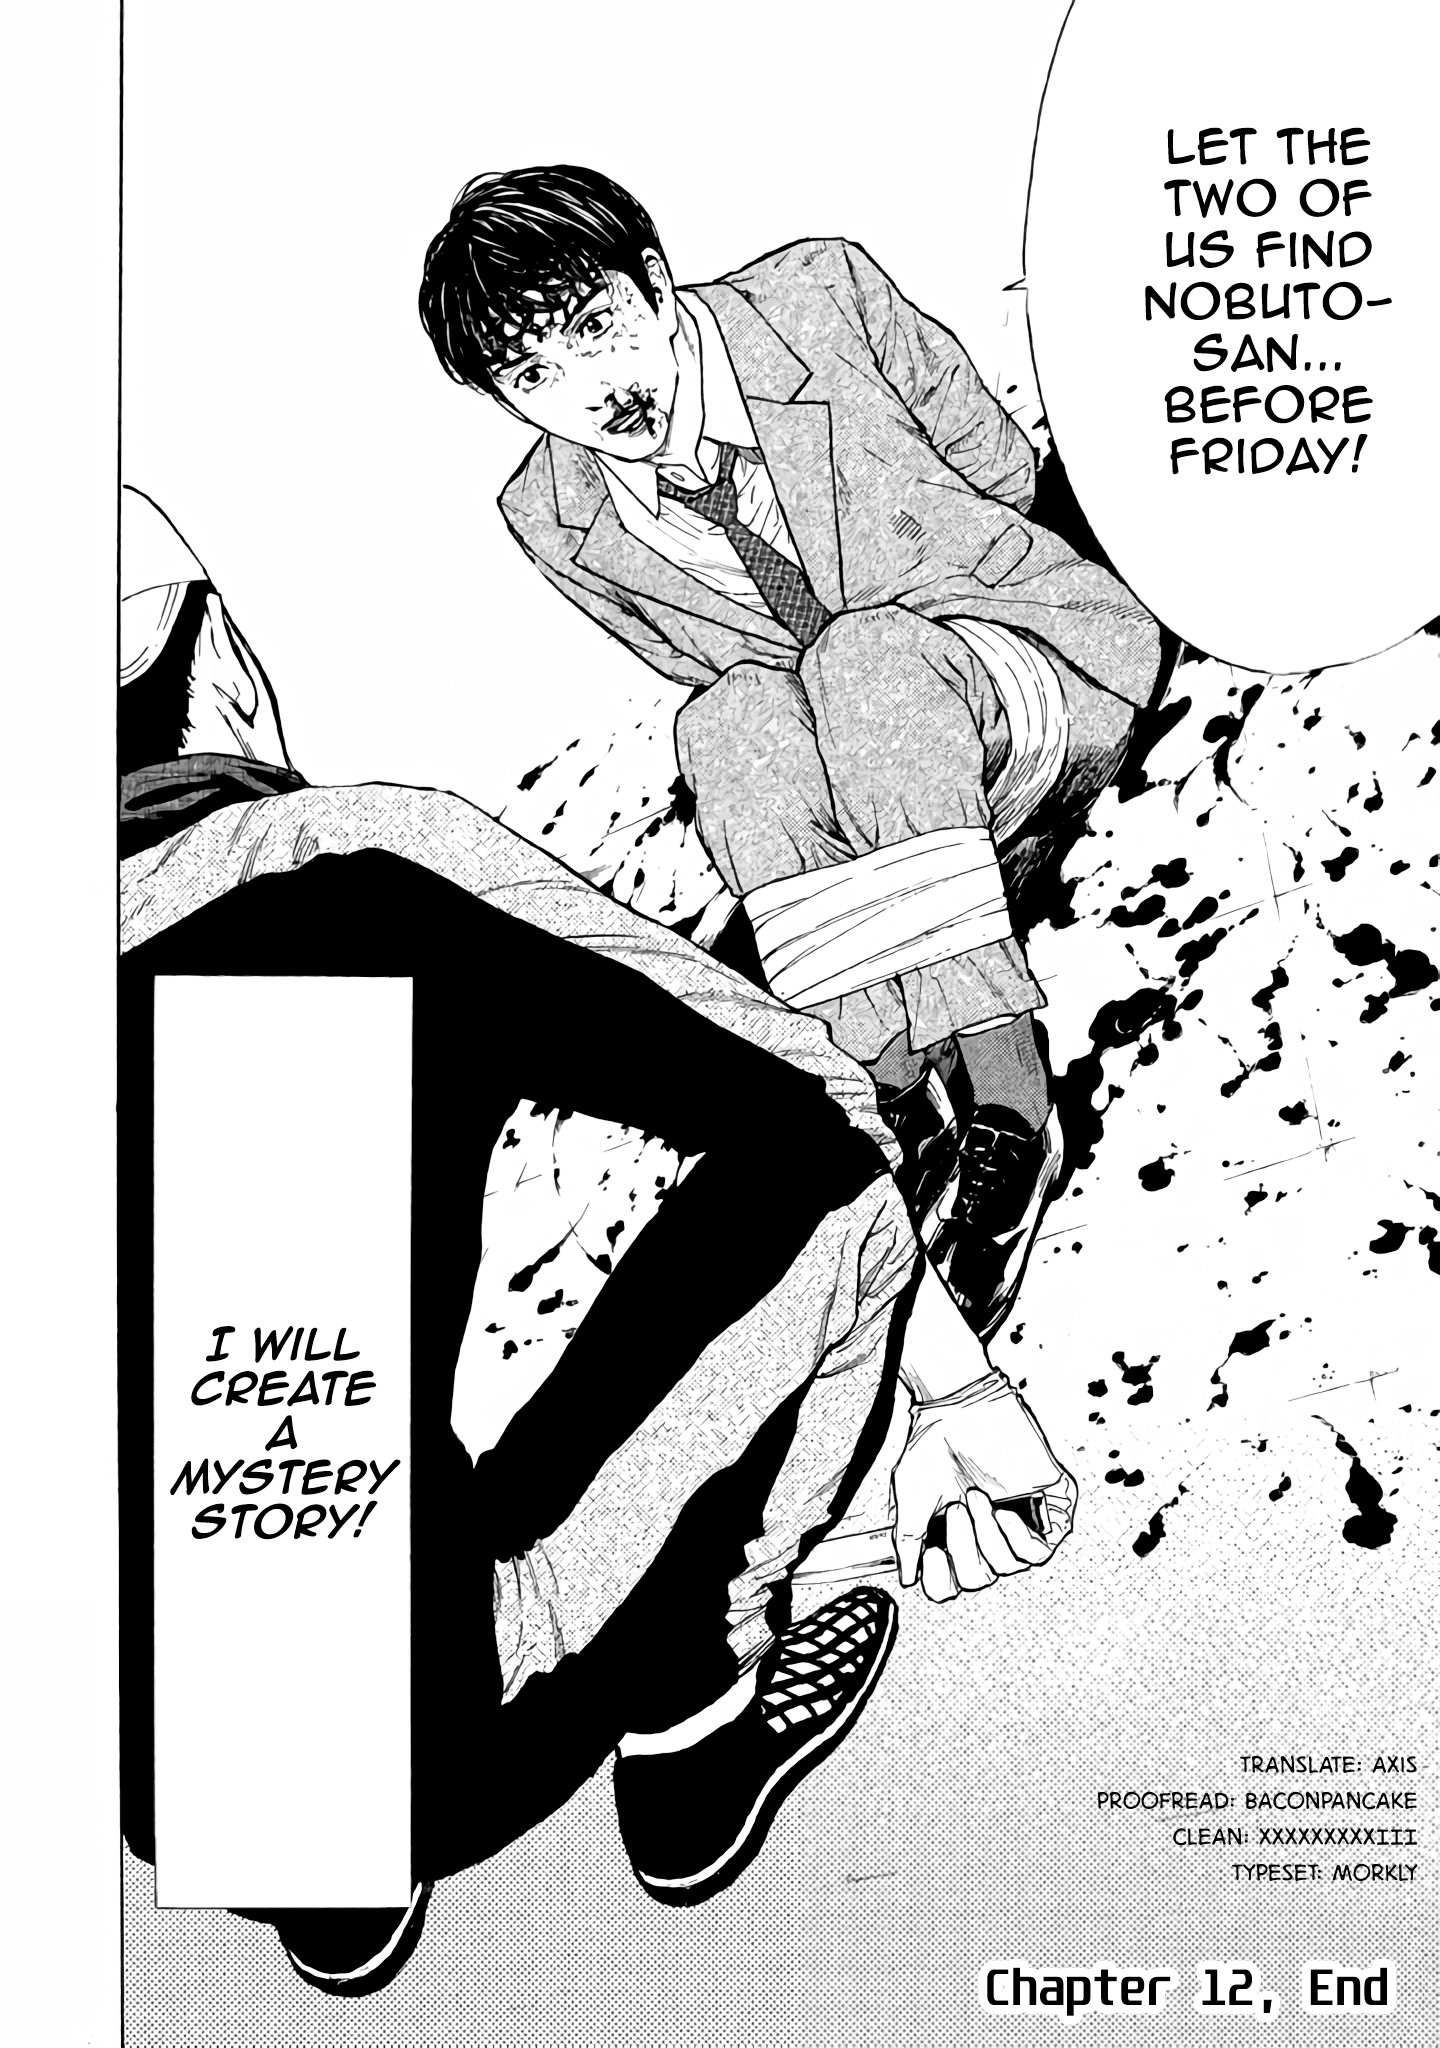 LET THE
TWO OF
US FIND
NOBUTO-
SAN...
BEFORE
FRIDAY!
I WILL
CREATE
A
MYSTERY
STORY!
TRANSLATE: AXIS
PROOFREAD: BACONPANCAKE
CLEAN: XXXXXXXXXIII
TYPESET: MORKLY
Chapter 12, End